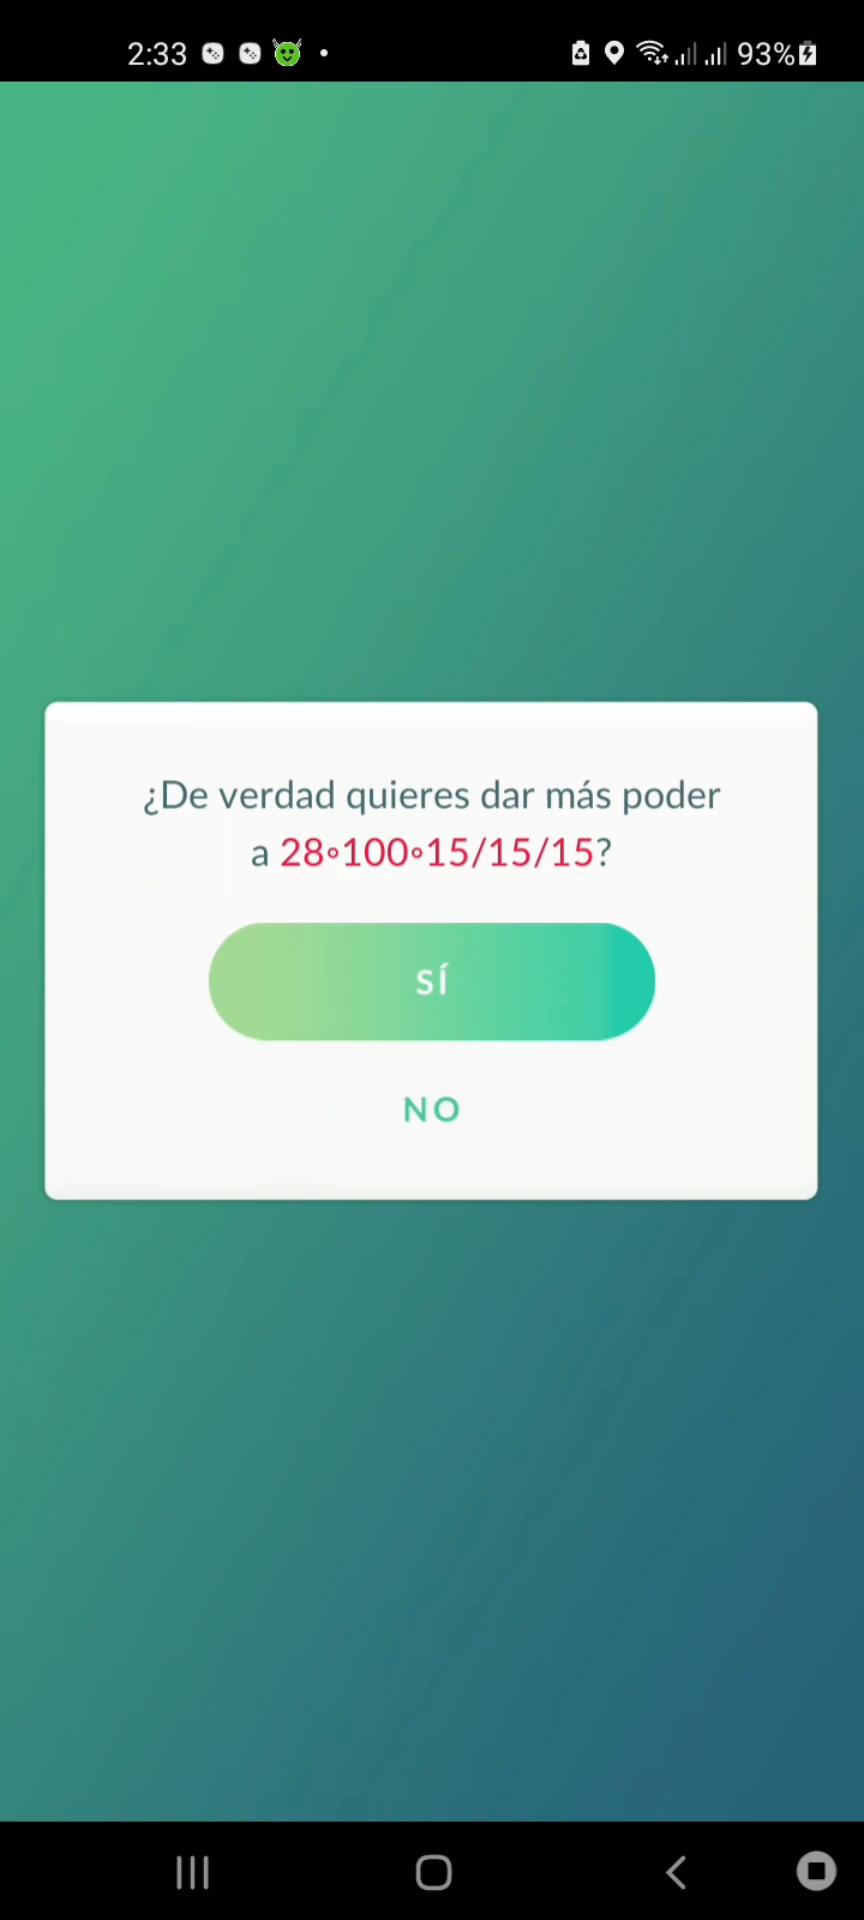 2:33
93%
¿De verdad quieres dar más poder
a 28∘100∘15/15/15?
SÍ
NO